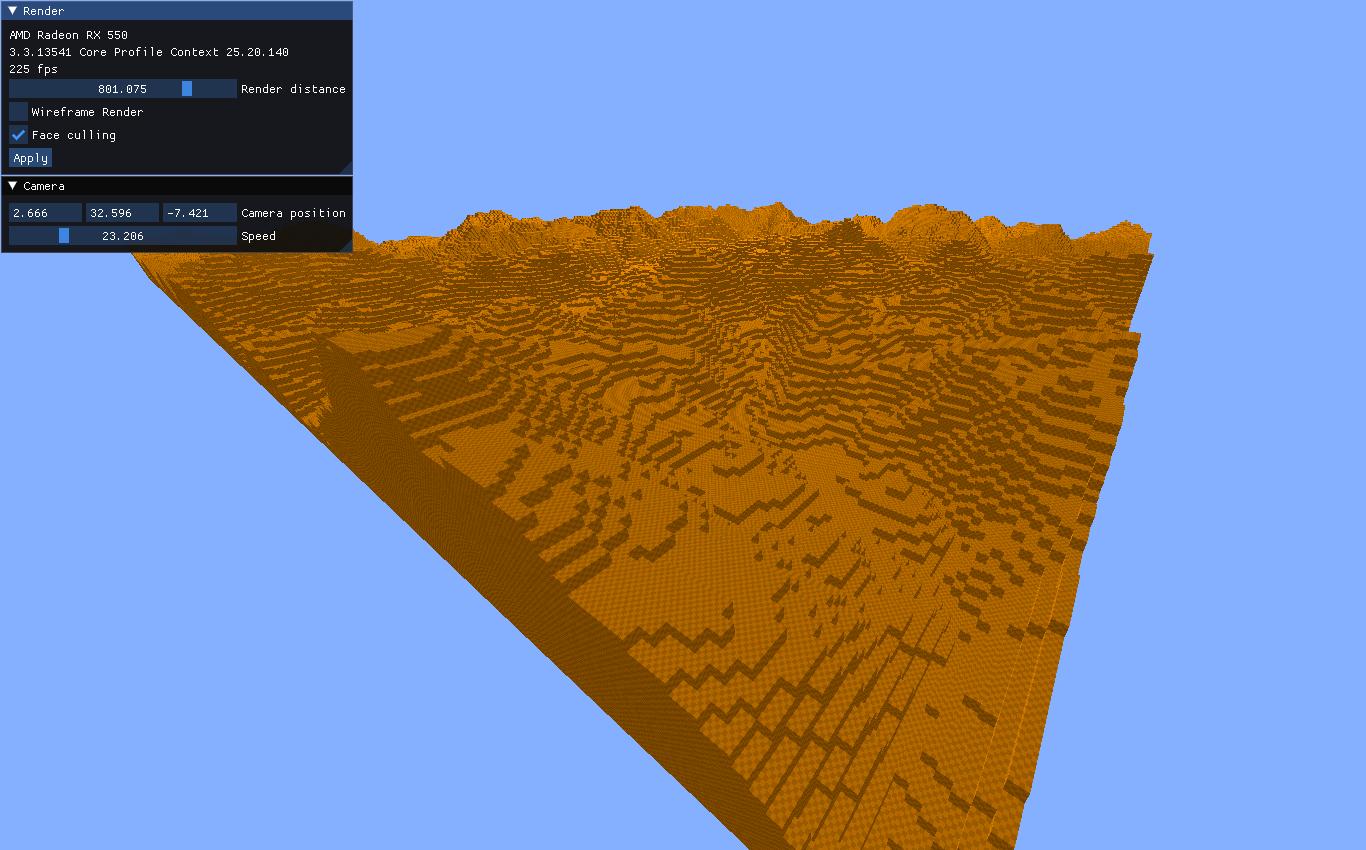 Render
AMD Radeon RX 550
3.3.13541 Core Profile Context 25.20.140
225 fps
801.075 Render distance
Wireframe Render
Face culling
Apply
Camera
2.666 32.596 -7.421 Camera position
23.206 Speed